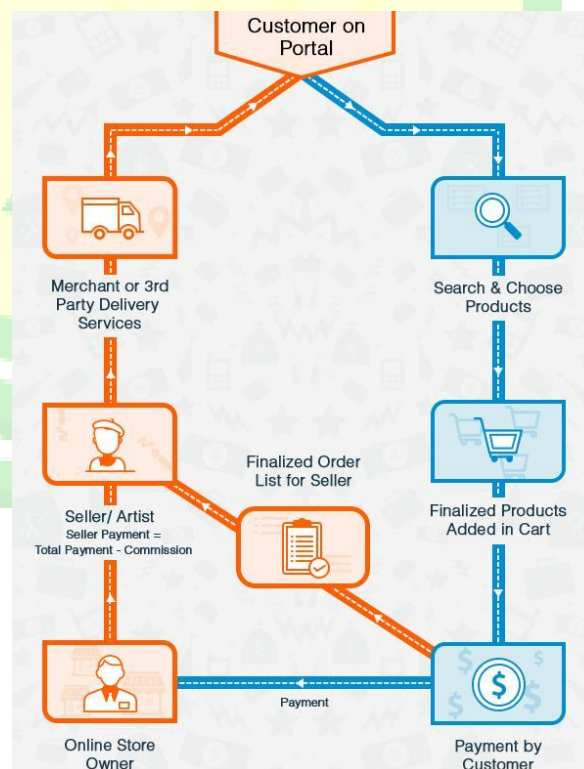 Customer on
Portal
Merchant or 3rd
Party Delivery
Services
Search & Choose
Products
Finalized Order
List for Seller
Seller/ Artist
Seller Payment =
Total Payment - Commission
Finalized Products
Added in Cart
Payment
Online Store
Owner
Payment by
Customer